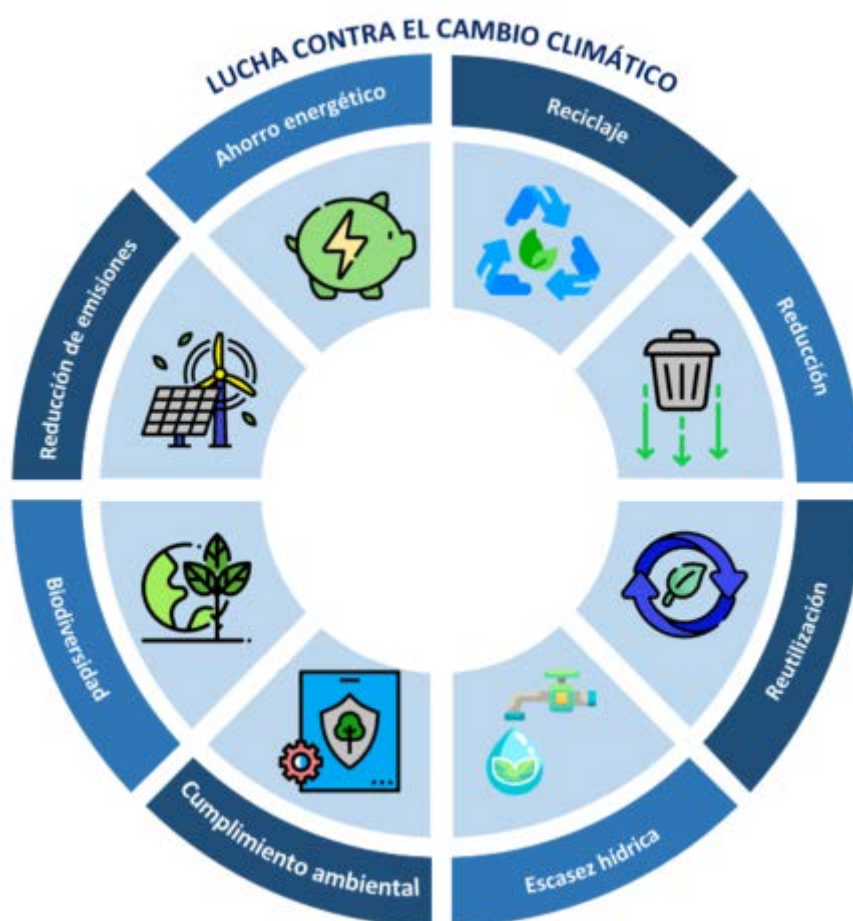 LUCHA CONTRA EL CAMBIO CLIMÁTICO
Ahorro energético
Reciclaje
Reducción de emisiones
Reducción
Biodiversidad
Reutilización
Cumplimiento ambiental
Escasez hídrica